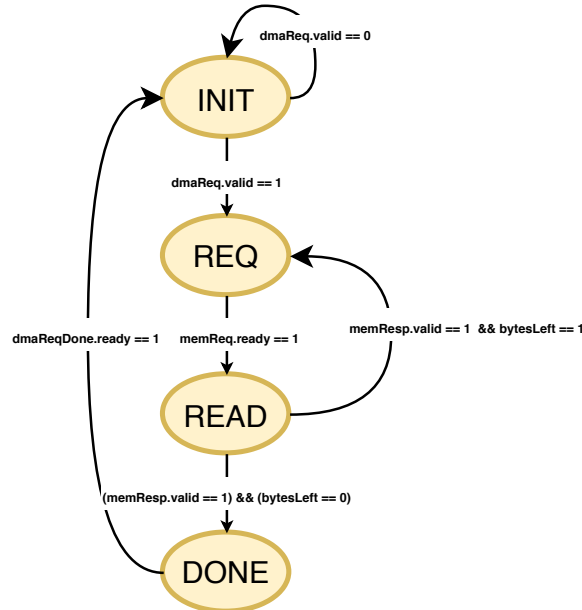 dmaReq.valid == 0
INIT
dmaReq.valid == 1
REQ
memResp.valid == 1  && bytesLeft == 1
dmaReqDone.ready == 1
memReq.ready == 1
READ
(memResp.valid == 1) && (bytesLeft == 0)
DONE